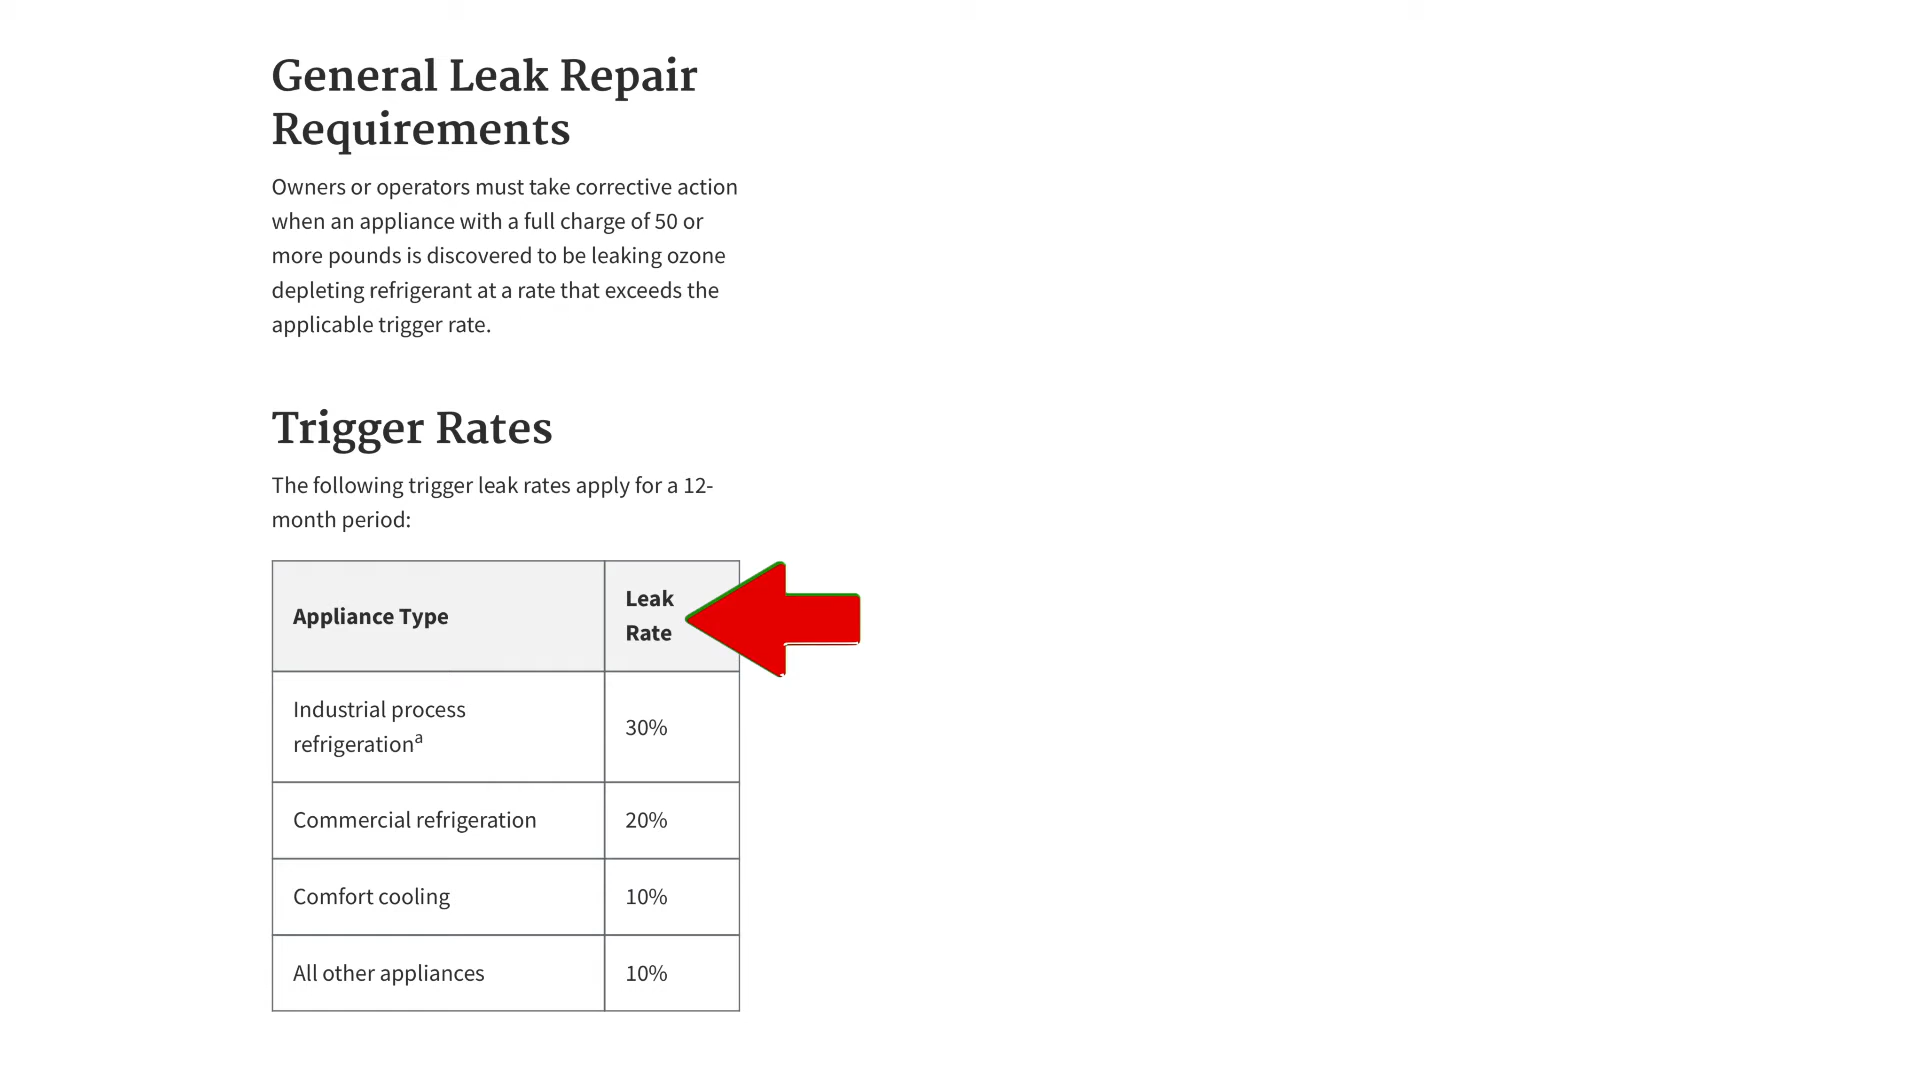 General Leak Repair
Requirements
Owners or operators must take corrective action
when an appliance with a full charge of 50 or
more pounds is discovered to be leaking ozone
depleting refrigerant at a rate that exceeds the
applicable trigger rate.
Trigger Rates
The following trigger leak rates apply for a 12-
month period:
Appliance Type
Leak
Rate
Industrial process
refrigerationª
30%
Commercial refrigeration
20%
Comfort cooling
10%
All other appliances
10%